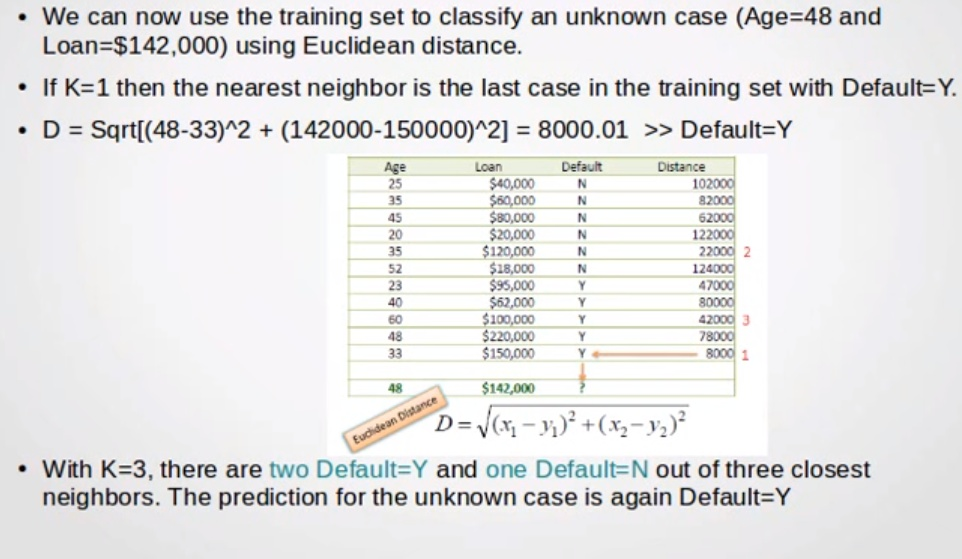 • We can now use the training set to classify an unknown case (Age=48 and
Loan=$142,000) using Euclidean distance.
• If K=1 then the nearest neighbor is the last case in the training set with Default=Y.
• D = Sqrt[(48-33)^2 + (142000-150000)^2] = 8000.01 >> Default=Y
Age Loan Default Distance
25 $40,000 N 102000
35 $60,000 N 82000
45 $80,000 N 62000
20 $20,000 N 122000
35 $120,000 N 22000 2
52 $18,000 N 124000
23 $95,000 Y 47000
40 $62,000 Y 80000
60 $100,000 Y 42000 3
48 $220,000 Y 78000
33 $150,000 Y 8000 1
48 $142,000 ?
Euclidean Distance
D = √(x₁ − y₁)² + (x₂ − y₂)²
• With K=3, there are two Default=Y and one Default=N out of three closest
neighbors. The prediction for the unknown case is again Default=Y